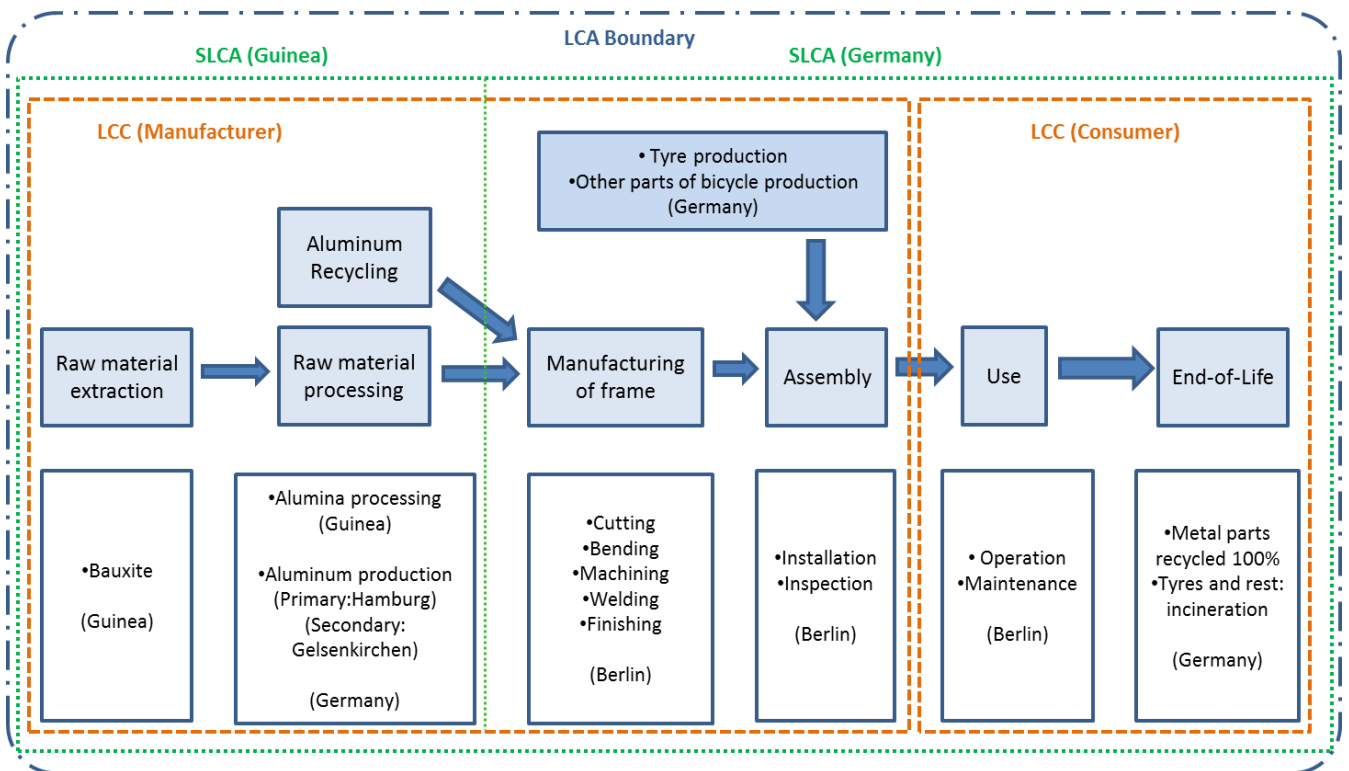 LCA Boundary
SLCA (Guinea)
SLCA (Germany)
LCC (Manufacturer)
LCC (Consumer)
• Tyre production
•Other parts of bicycle production
(Germany)
Aluminum
Recycling
Raw material
extraction
Raw material
processing
Manufacturing
of frame
Assembly
Use
End-of-Life
•Bauxite
(Guinea)
•Alumina processing
(Guinea)
•Aluminum production
(Primary:Hamburg)
(Secondary:
Gelsenkirchen)
(Germany)
•Cutting
•Bending
•Machining
•Welding
•Finishing
(Berlin)
•Installation
•Inspection
(Berlin)
• Operation
•Maintenance
(Berlin)
•Metal parts
recycled 100%
•Tyres and rest:
incineration
(Germany)